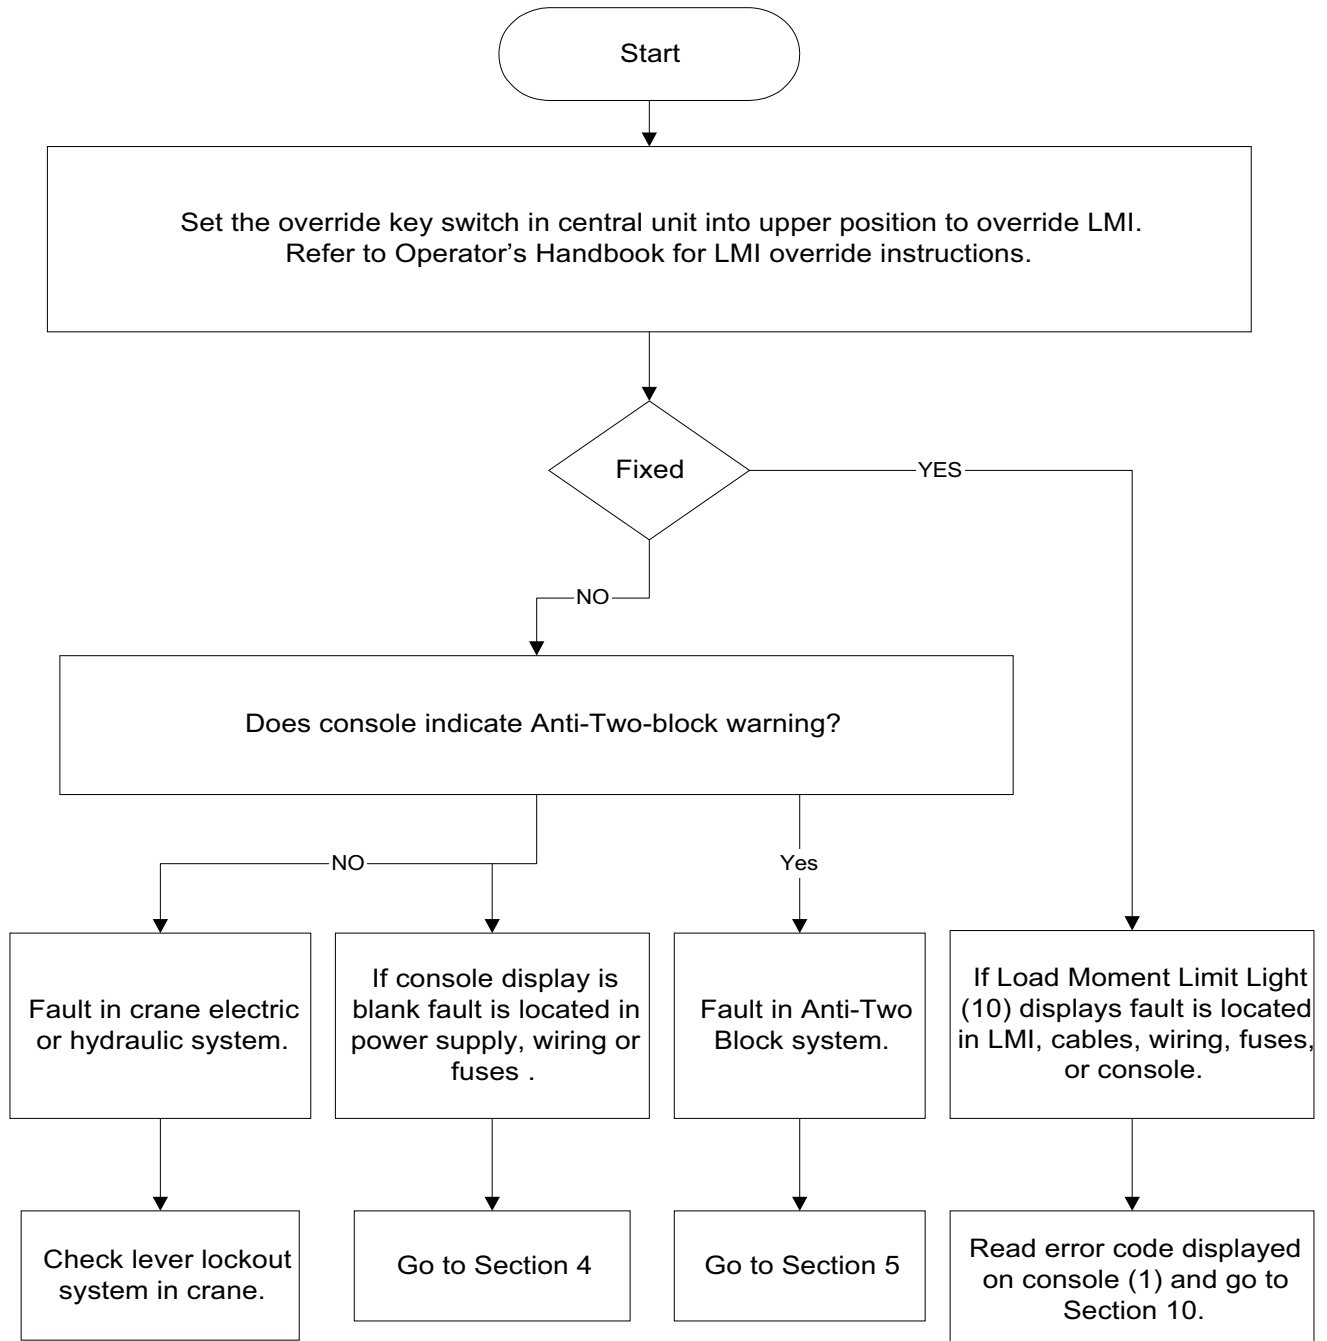 Start
Set the override key switch in central unit into upper position to override LMI.
Refer to Operator's Handbook for LMI override instructions.
Fixed
YES
NO
Does console indicate Anti-Two-block warning?
NO
Yes
Fault in crane electric
or hydraulic system.
If console display is
blank fault is located in
power supply, wiring or
fuses .
Fault in Anti-Two
Block system.
If Load Moment Limit Light
(10) displays fault is located
in LMI, cables, wiring, fuses,
or console.
Check lever lockout
system in crane.
Go to Section 4
Go to Section 5
Read error code displayed
on console (1) and go to
Section 10.